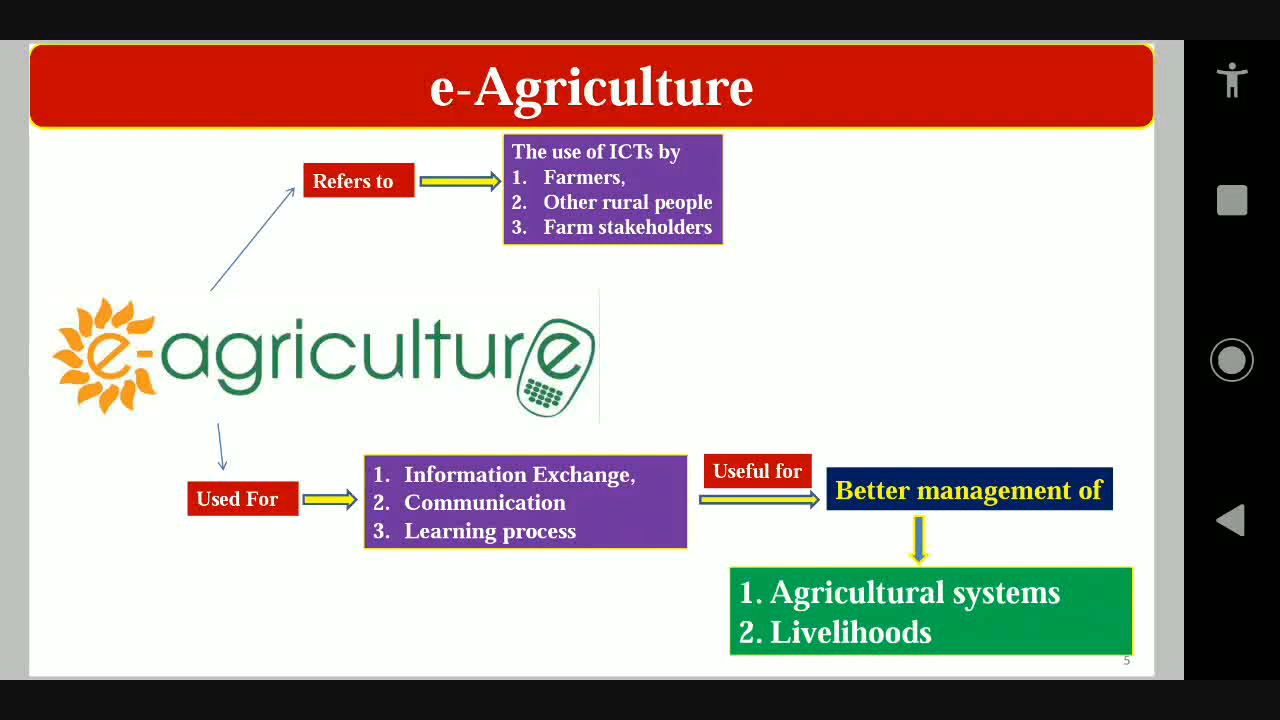 e-Agriculture
Refers to
The use of ICTs by
1. Farmers,
2. Other rural people
3. Farm stakeholders
e-agriculture
Used For
1. Information Exchange,
2. Communication
3. Learning process
Useful for
Better management of
1. Agricultural systems
2. Livelihoods
5